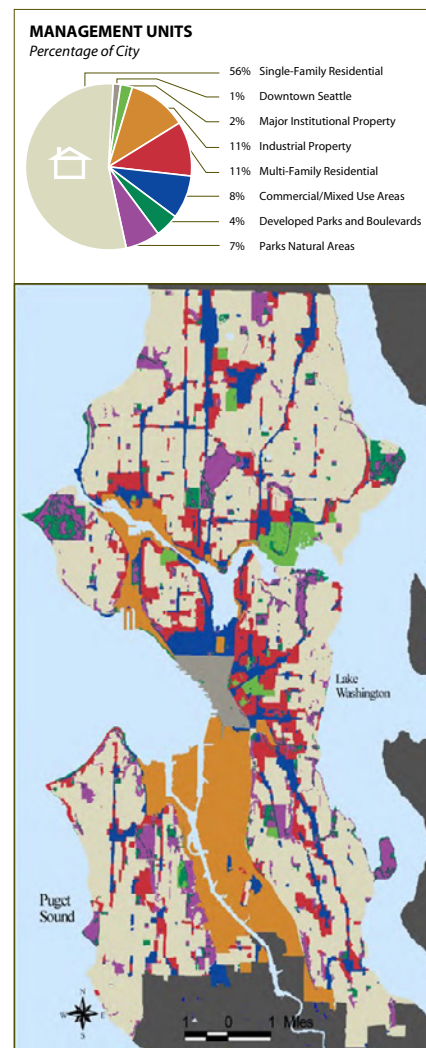 MANAGEMENT UNITS
Percentage of City
56% Single-Family Residential
1% Downtown Seattle
2% Major Institutional Property
11% Industrial Property
11% Multi-Family Residential
8% Commercial/Mixed Use Areas
4% Developed Parks and Boulevards
7% Parks Natural Areas
Lake
Washington
Puget
Sound
N
W E
S
1 0 1 Miles